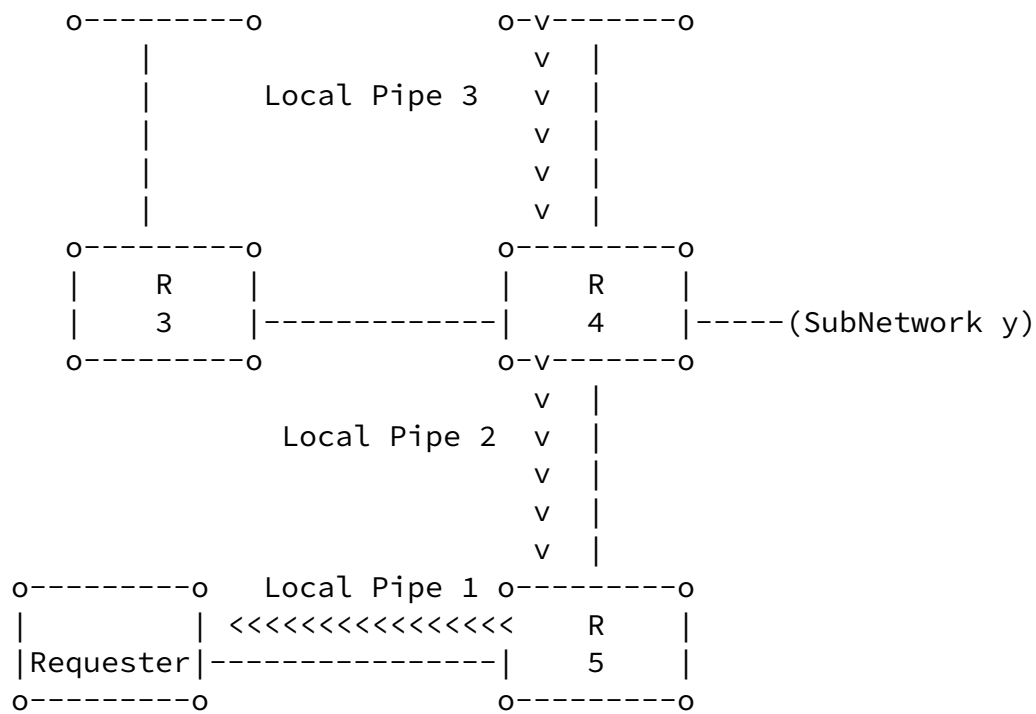 o---------o             o-v-------o
    |                     v  |
    |      Local Pipe 3   v  |
    |                     v  |
    |                     v  |
    |                     v  |
o---------o             o---------o
|    R    |             |    R    |
|    3    |-------------|    4    |-----(SubNetwork y)
o---------o             o-v-------o
                          v  |
            Local Pipe 2  v  |
                          v  |
                          v  |
                          v  |
o---------o   Local Pipe 1 o---------o
|         | <<<<<<<<<<<<<<<<    R    |
|Requester|----------------|    5    |
o---------o                o---------o